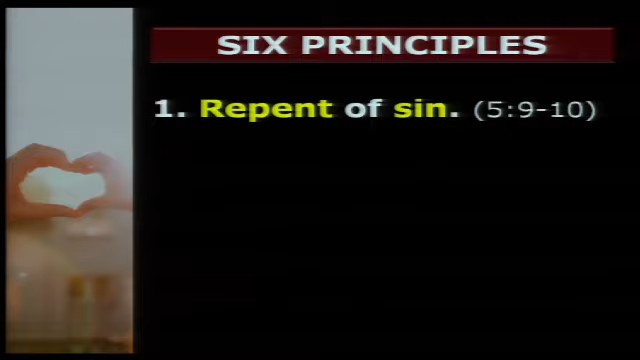 SIX PRINCIPLES
1. Repent of sin. (5:9-10)